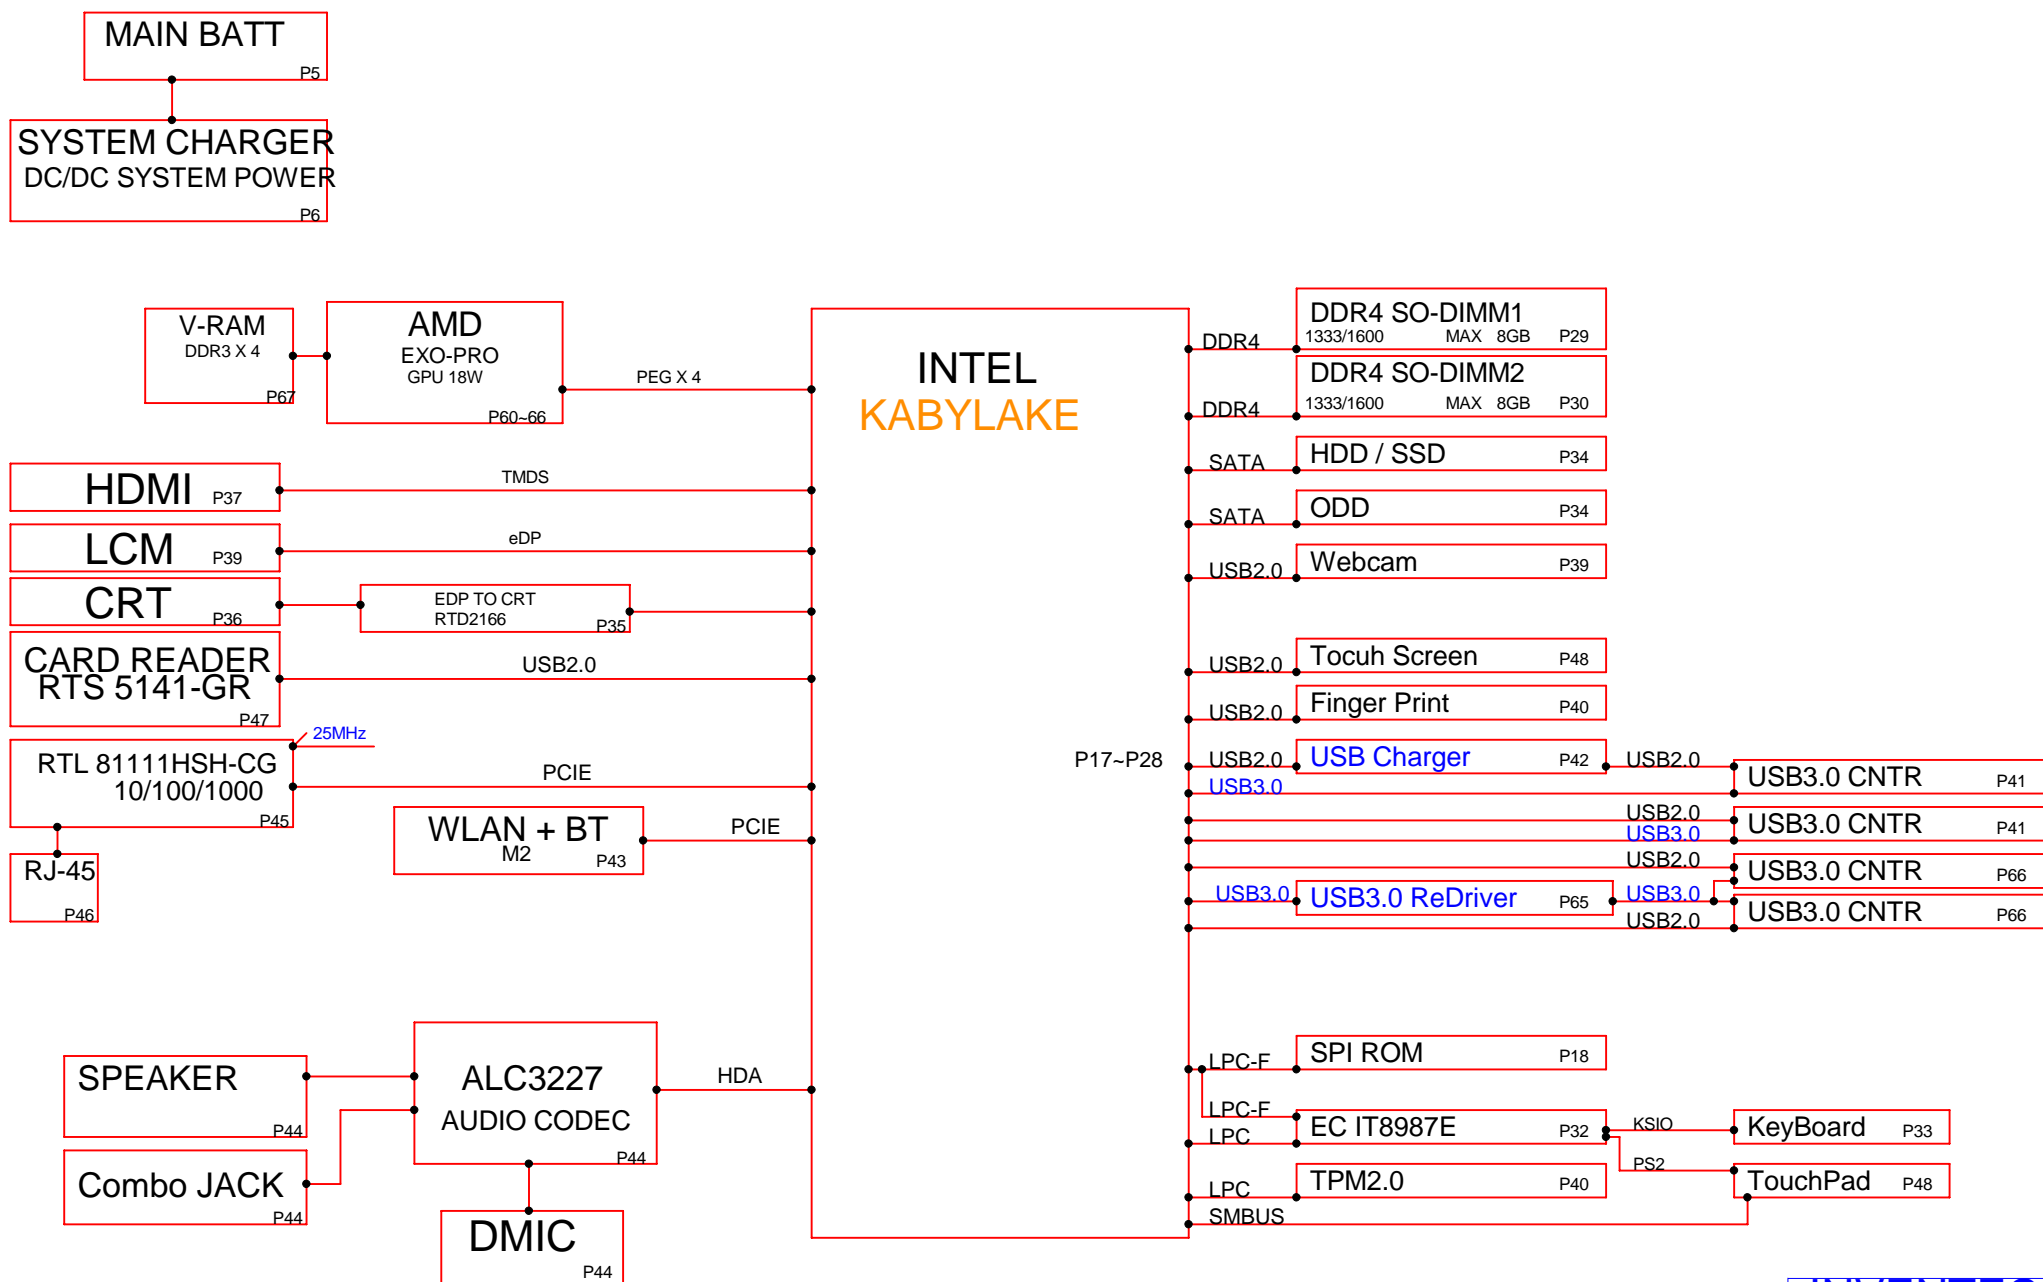 MAIN BATT
P5
SYSTEM CHARGER
DC/DC SYSTEM POWER
P6
V-RAM
DDR3 X 4
P67
AMD
EXO-PRO
GPU 18W
P60~66
PEG X 4
HDMI P37
TMDS
LCM P39
eDP
CRT P36
EDP TO CRT
RTD2166
P35
CARD READER
RTS 5141-GR
P47
USB2.0
25MHz
RTL 81111HSH-CG
10/100/1000
P45
PCIE
WLAN + BT
M2
P43
PCIE
RJ-45
P46
SPEAKER
P44
Combo JACK
P44
ALC3227
AUDIO CODEC
P44
HDA
DMIC
P44
INTEL
KABYLAKE
P17~P28
DDR4
DDR4 SO-DIMM1
1333/1600 MAX 8GB P29
DDR4
DDR4 SO-DIMM2
1333/1600 MAX 8GB P30
SATA
HDD / SSD P34
SATA
ODD P34
USB2.0
Webcam P39
USB2.0
Tocuh Screen P48
USB2.0
Finger Print P40
USB2.0
USB Charger P42
USB2.0
USB3.0
USB3.0 CNTR P41
USB2.0
USB3.0
USB3.0 CNTR P41
USB2.0
USB3.0 CNTR P66
USB3.0
USB3.0 ReDriver P65
USB3.0
USB2.0
USB3.0 CNTR P66
LPC-F
SPI ROM P18
LPC-F
LPC
EC IT8987E P32
KSIO
KeyBoard P33
PS2
TouchPad P48
LPC
TPM2.0 P40
SMBUS